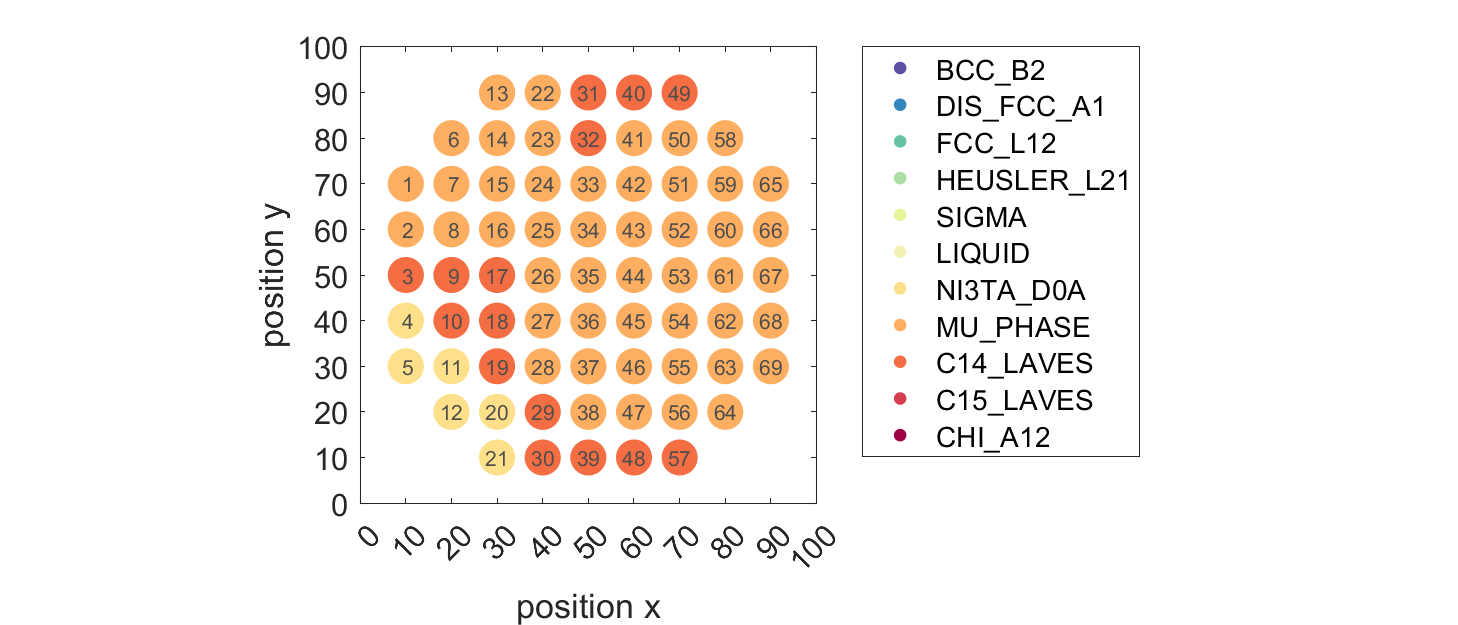 100
90 13 22 31 40 49
80 6 14 23 32 41 50 58
70 1 7 15 24 33 42 51 59 65
60 2 8 16 25 34 43 52 60 66
50 3 9 17 26 35 44 53 61 67
40 4 10 18 27 36 45 54 62 68
30 5 11 19 28 37 46 55 63 69
20 12 20 29 38 47 56 64
10 21 30 39 48 57
0
position y
0 10 20 30 40 50 60 70 80 90 100
position x
BCC_B2
DIS_FCC_A1
FCC_L12
HEUSLER_L21
SIGMA
LIQUID
NI3TA_D0A
MU_PHASE
C14_LAVES
C15_LAVES
CHI_A12